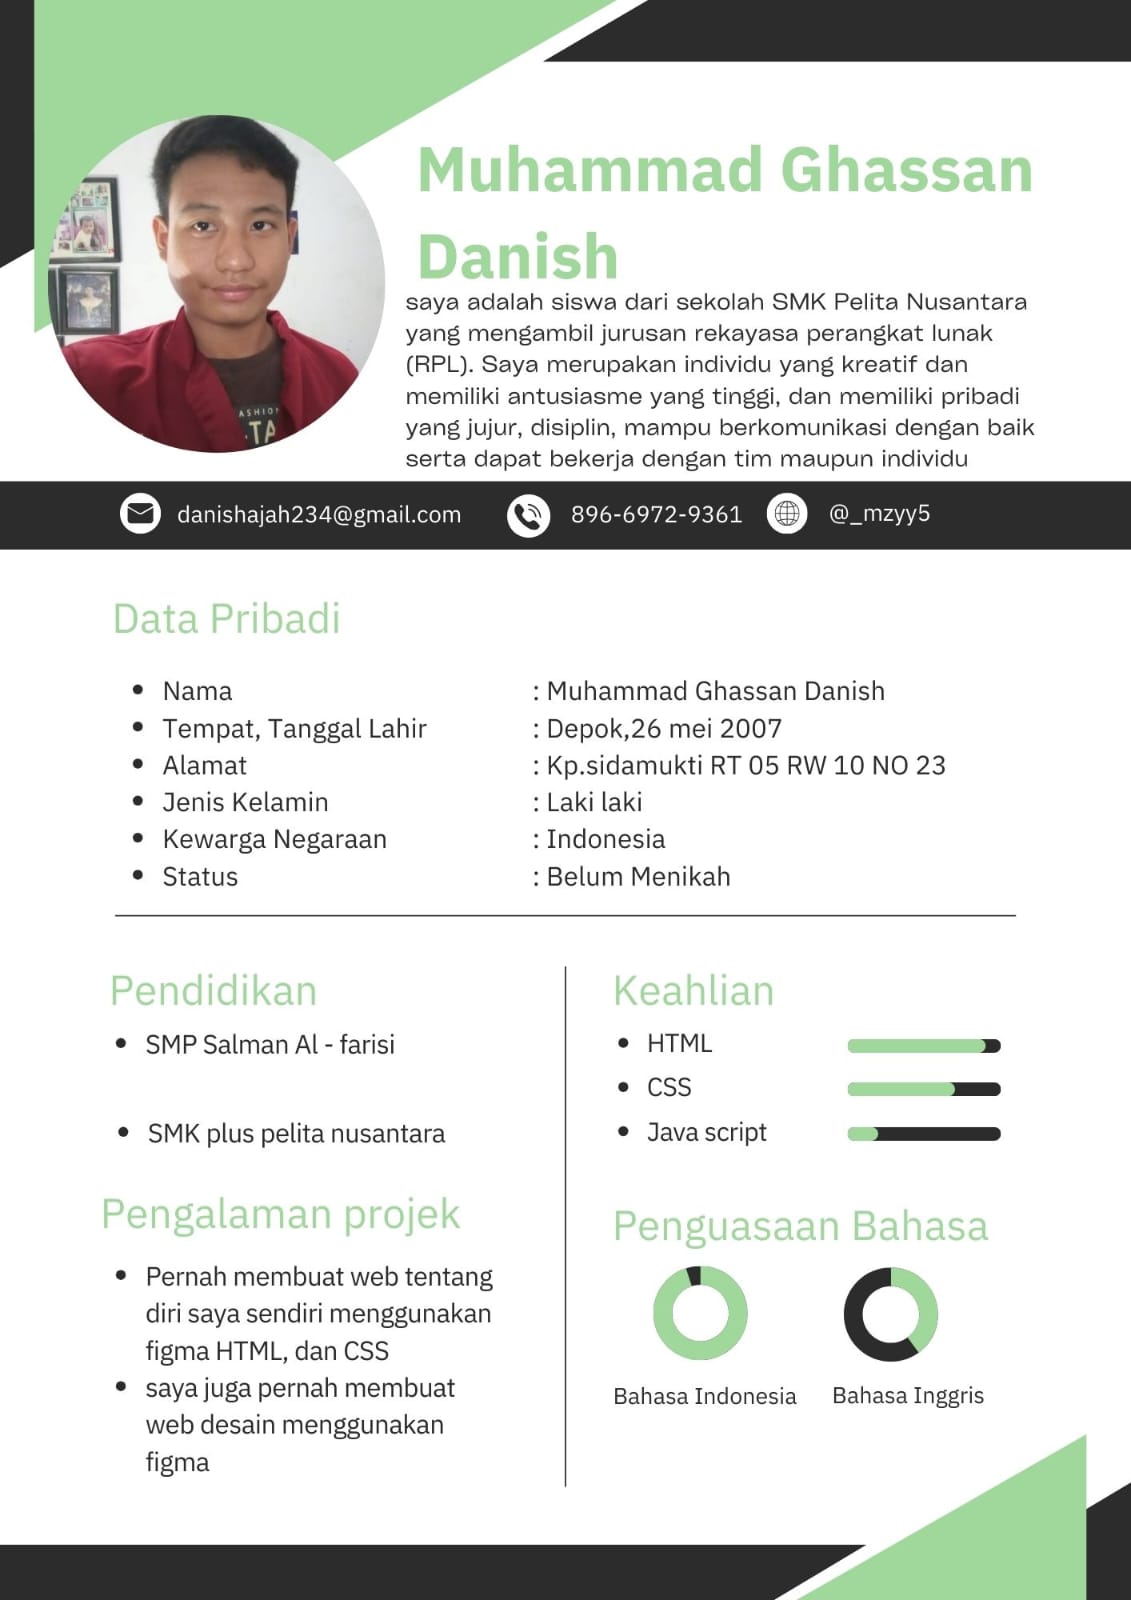 Muhammad Ghassan
Danish
saya adalah siswa dari sekolah SMK Pelita Nusantara
yang mengambil jurusan rekayasa perangkat lunak
(RPL). Saya merupakan individu yang kreatif dan
memiliki antusiasme yang tinggi, dan memiliki pribadi
yang jujur, disiplin, mampu berkomunikasi dengan baik
serta dapat bekerja dengan tim maupun individu
danishajah234@gmail.com 896-6972-9361 @_mzyy5
Data Pribadi
• Nama : Muhammad Ghassan Danish
• Tempat, Tanggal Lahir : Depok,26 mei 2007
• Alamat : Kp.sidamukti RT 05 RW 10 NO 23
• Jenis Kelamin : Laki laki
• Kewarga Negaraan : Indonesia
• Status : Belum Menikah
Pendidikan
• SMP Salman Al - farisi
• SMK plus pelita nusantara
Pengalaman projek
• Pernah membuat web tentang
diri saya sendiri menggunakan
figma HTML, dan CSS
• saya juga pernah membuat
web desain menggunakan
figma
Keahlian
• HTML
• CSS
• Java script
Penguasaan Bahasa
Bahasa Indonesia Bahasa Inggris